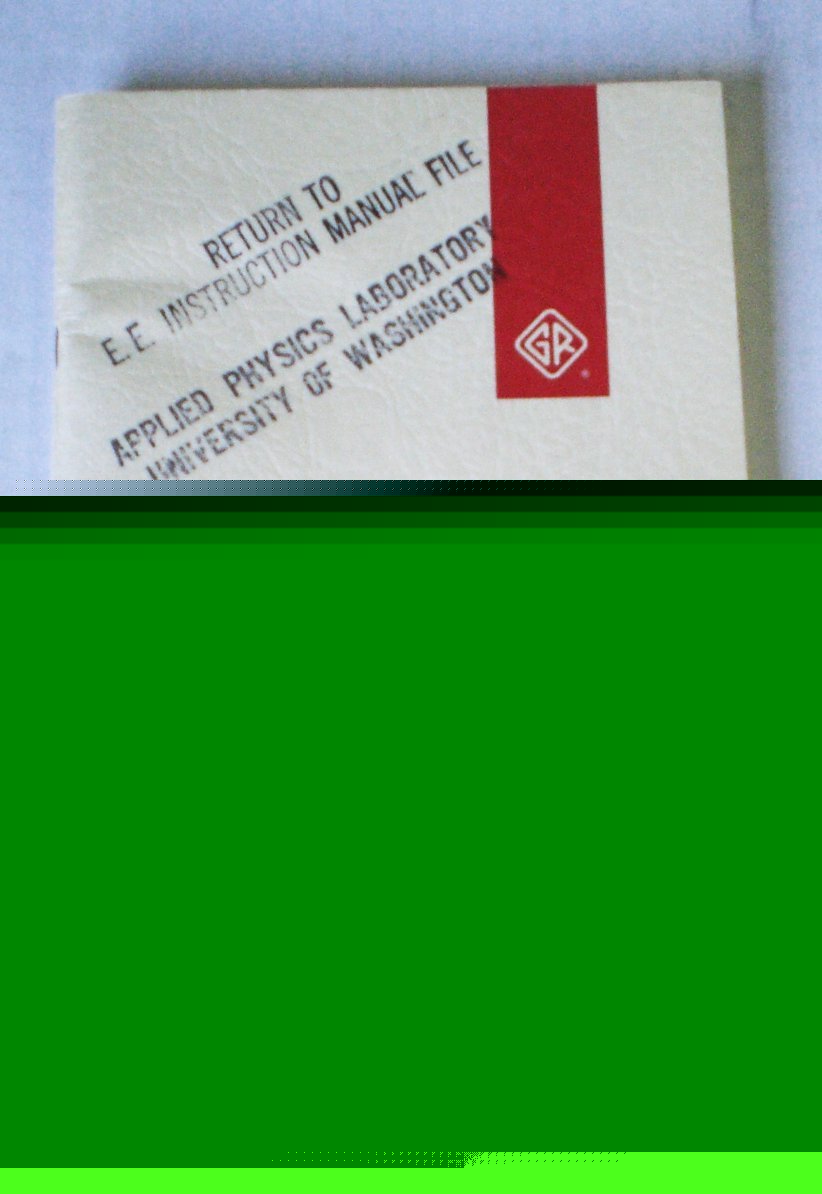 RETURN TO
E.E. INSTRUCTION MANUAL FILE
APPLIED PHYSICS LABORATORY
UNIVERSITY OF WASHINGTON
GR
®